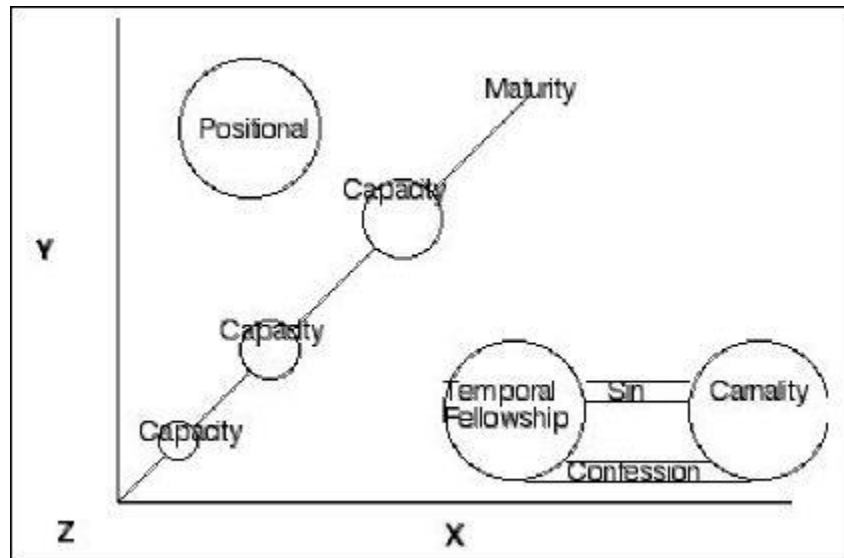 Maturity
Positional
Capacity
Y
Capacity
Temporal
Fellowship
Sin
Carnality
Capacity
Confession
Z
X